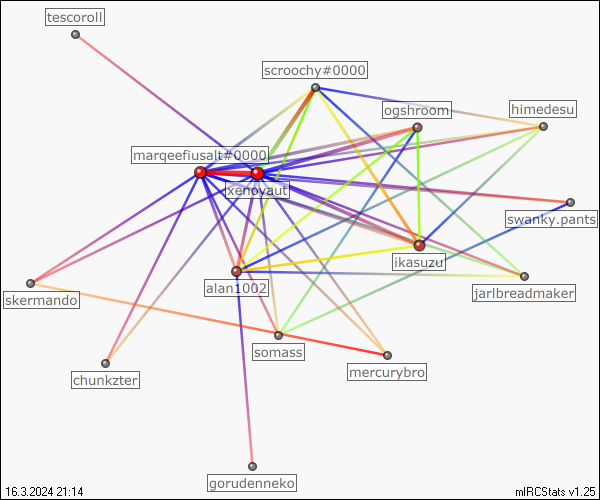 tescoroll
scroochy#0000
ogshroom
himedesu
marqeefiusalt#0000
xenoyaut
swanky.pants
ikasuzu
alan1002
jarlbreadmaker
skermando
somass
mercurybro
chunkzter
gorudenneko
16.3.2024 21:14
mIRCStats v1.25